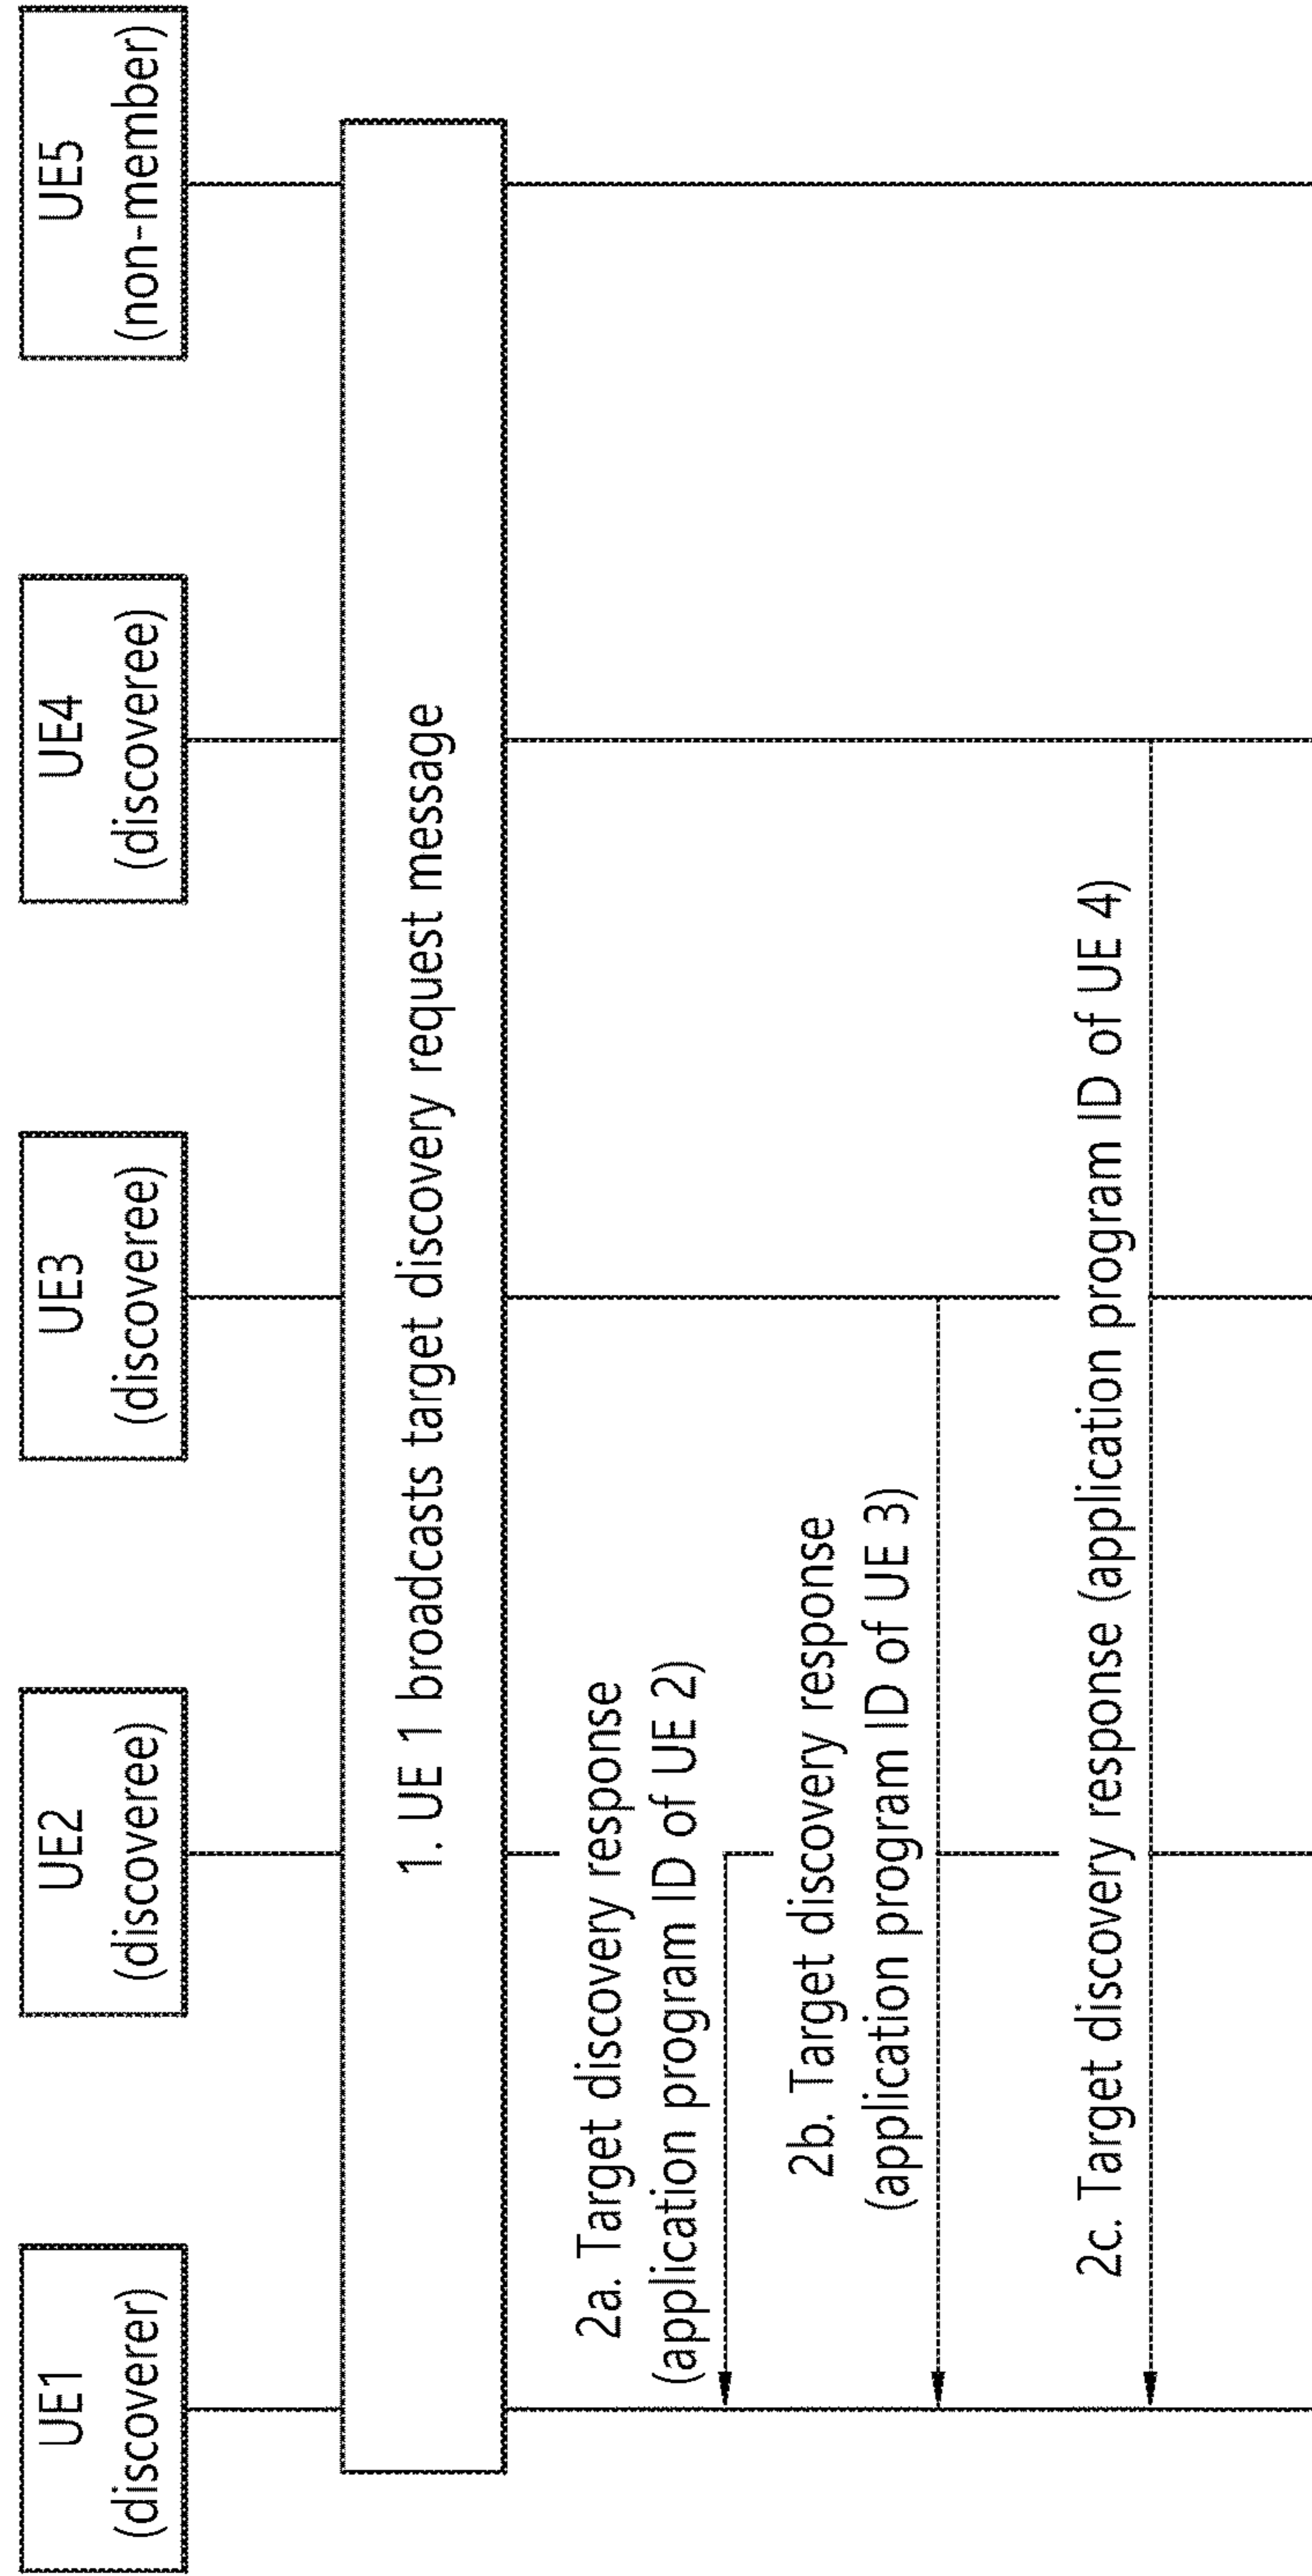 UE1
(discoverer)
UE2
(discoveree)
UE3
(discoveree)
UE4
(discoveree)
UE5
(non-member)
1. UE 1 broadcasts target discovery request message
2a. Target discovery response
(application program ID of UE 2)
2b. Target discovery response
(application program ID of UE 3)
2c. Target discovery response (application program ID of UE 4)